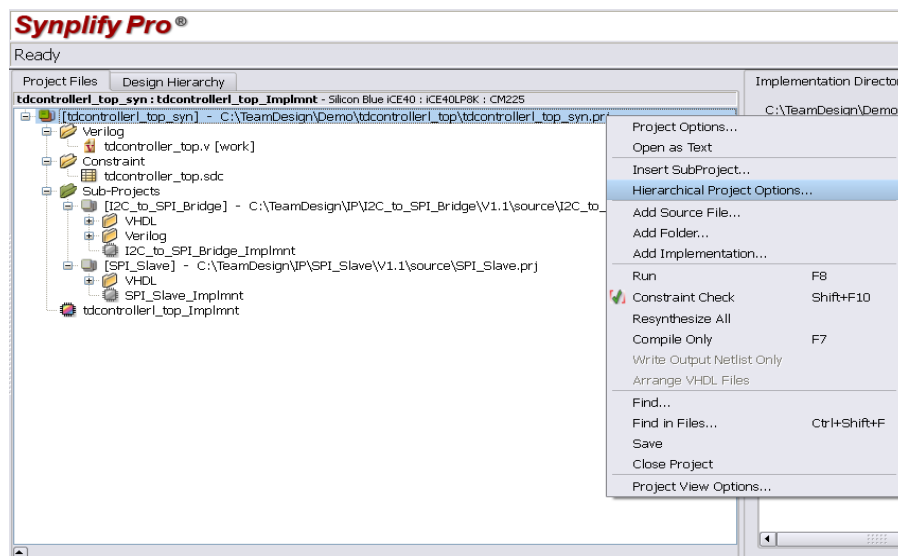 Synplify Pro®
Ready
Project Files Design Hierarchy
Implementation Director
tdcontrollerl_top_syn : tdcontrollerl_top_Implmnt - Silicon Blue iCE40 : iCE40LP8K : CM225
C:\TeamDesign\Demo
[tdcontrollerl_top_syn] - C:\TeamDesign\Demo\tdcontrollerl_top\tdcontrollerl_top_syn.prj
Verilog
tdcontroller_top.v [work]
Constraint
tdcontroller_top.sdc
Sub-Projects
[I2C_to_SPI_Bridge] - C:\TeamDesign\IP\I2C_to_SPI_Bridge\V1.1\source\I2C_to_
VHDL
Verilog
I2C_to_SPI_Bridge_Implmnt
[SPI_Slave] - C:\TeamDesign\IP\SPI_Slave\V1.1\source\SPI_Slave.prj
VHDL
SPI_Slave_Implmnt
tdcontrollerl_top_Implmnt
Project Options...
Open as Text
Insert SubProject...
Hierarchical Project Options...
Add Source File...
Add Folder...
Add Implementation...
Run F8
Constraint Check Shift+F10
Resynthesize All
Compile Only F7
Write Output Netlist Only
Arrange VHDL Files
Find...
Find in Files... Ctrl+Shift+F
Save
Close Project
Project View Options...